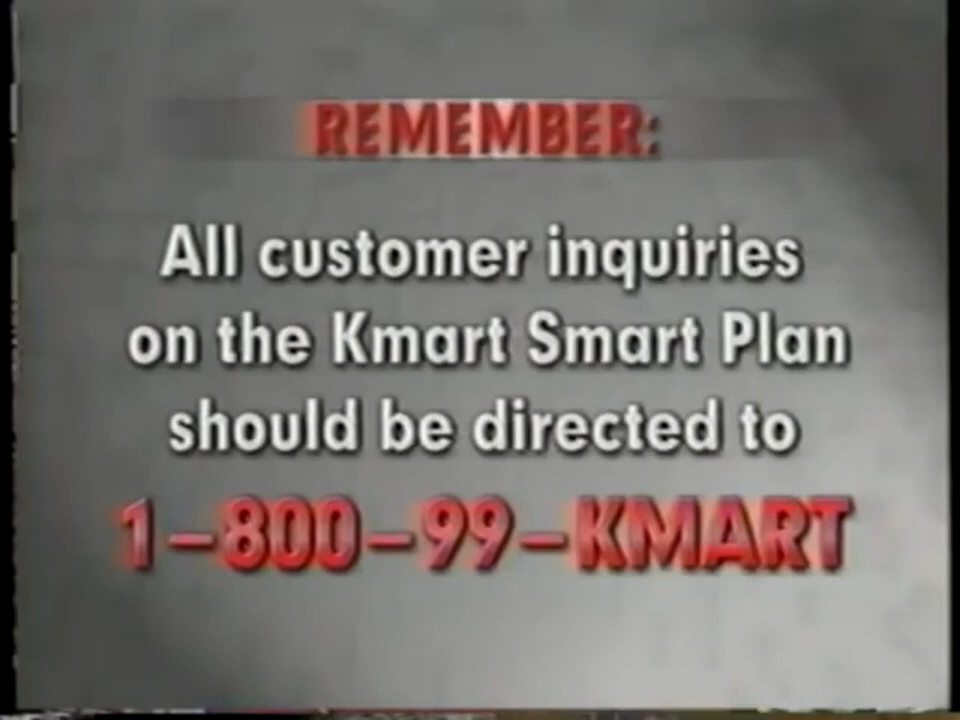 REMEMBER:
All customer inquiries
on the Kmart Smart Plan
should be directed to
1-800-99-KMART